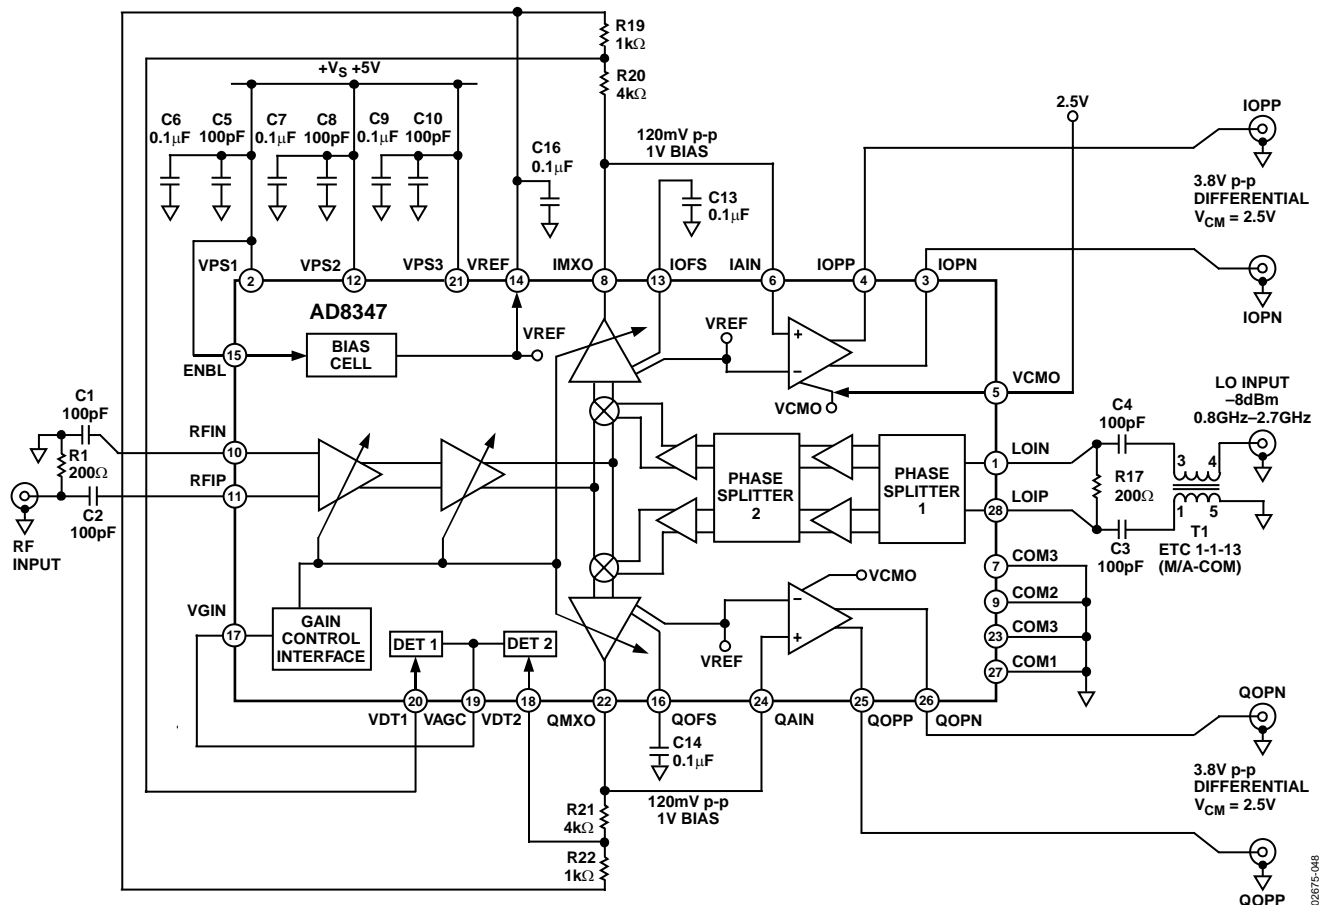 R19
1kΩ
R20
4kΩ
+VS +5V
C6
0.1µF
C5
100pF
C7
0.1µF
C8
100pF
C9
0.1µF
C10
100pF
C16
0.1µF
120mV p-p
1V BIAS
C13
0.1µF
2.5V
IOPP
3.8V p-p
DIFFERENTIAL
VCM = 2.5V
IOPN
VPS1
VPS2
VPS3
VREF
IMXO
IOFS
IAIN
IOPP
IOPN
2
12
21
14
8
13
6
4
3
AD8347
BIAS
CELL
VREF
VREF
+
–
VCMO
15
ENBL
5
VCMO
LO INPUT
–8dBm
0.8GHz–2.7GHz
C1
100pF
RFIN
10
R1
200Ω
RFIP
11
C2
100pF
RF
INPUT
PHASE
SPLITTER
2
PHASE
SPLITTER
1
1
LOIN
28
LOIP
C4
100pF
R17
200Ω
C3
100pF
3
4
1
5
T1
ETC 1-1-13
(M/A-COM)
7
COM3
9
COM2
23
COM3
27
COM1
VGIN
17
GAIN
CONTROL
INTERFACE
DET 1
DET 2
VCMO
–
+
VREF
20
19
18
22
16
24
25
26
VDT1
VAGC
VDT2
QMXO
QOFS
QAIN
QOPP
QOPN
C14
0.1µF
120mV p-p
1V BIAS
R21
4kΩ
R22
1kΩ
QOPN
3.8V p-p
DIFFERENTIAL
VCM = 2.5V
QOPP
02675-048